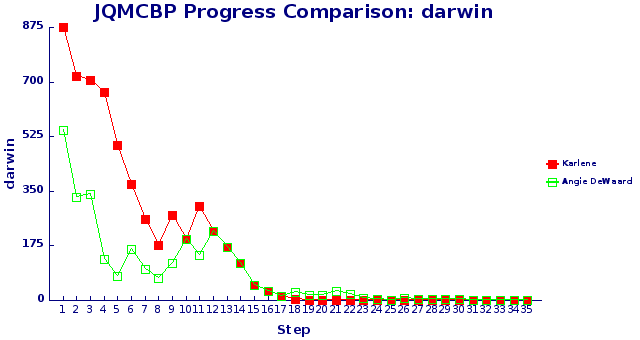 JQMCBP Progress Comparison: darwin
875
700
525
350
175
0
darwin
1 2 3 4 5 6 7 8 9 10 11 12 13 14 15 16 17 18 19 20 21 22 23 24 25 26 27 28 29 30 31 32 33 34 35
Step
Karlene
Angie DeWaard